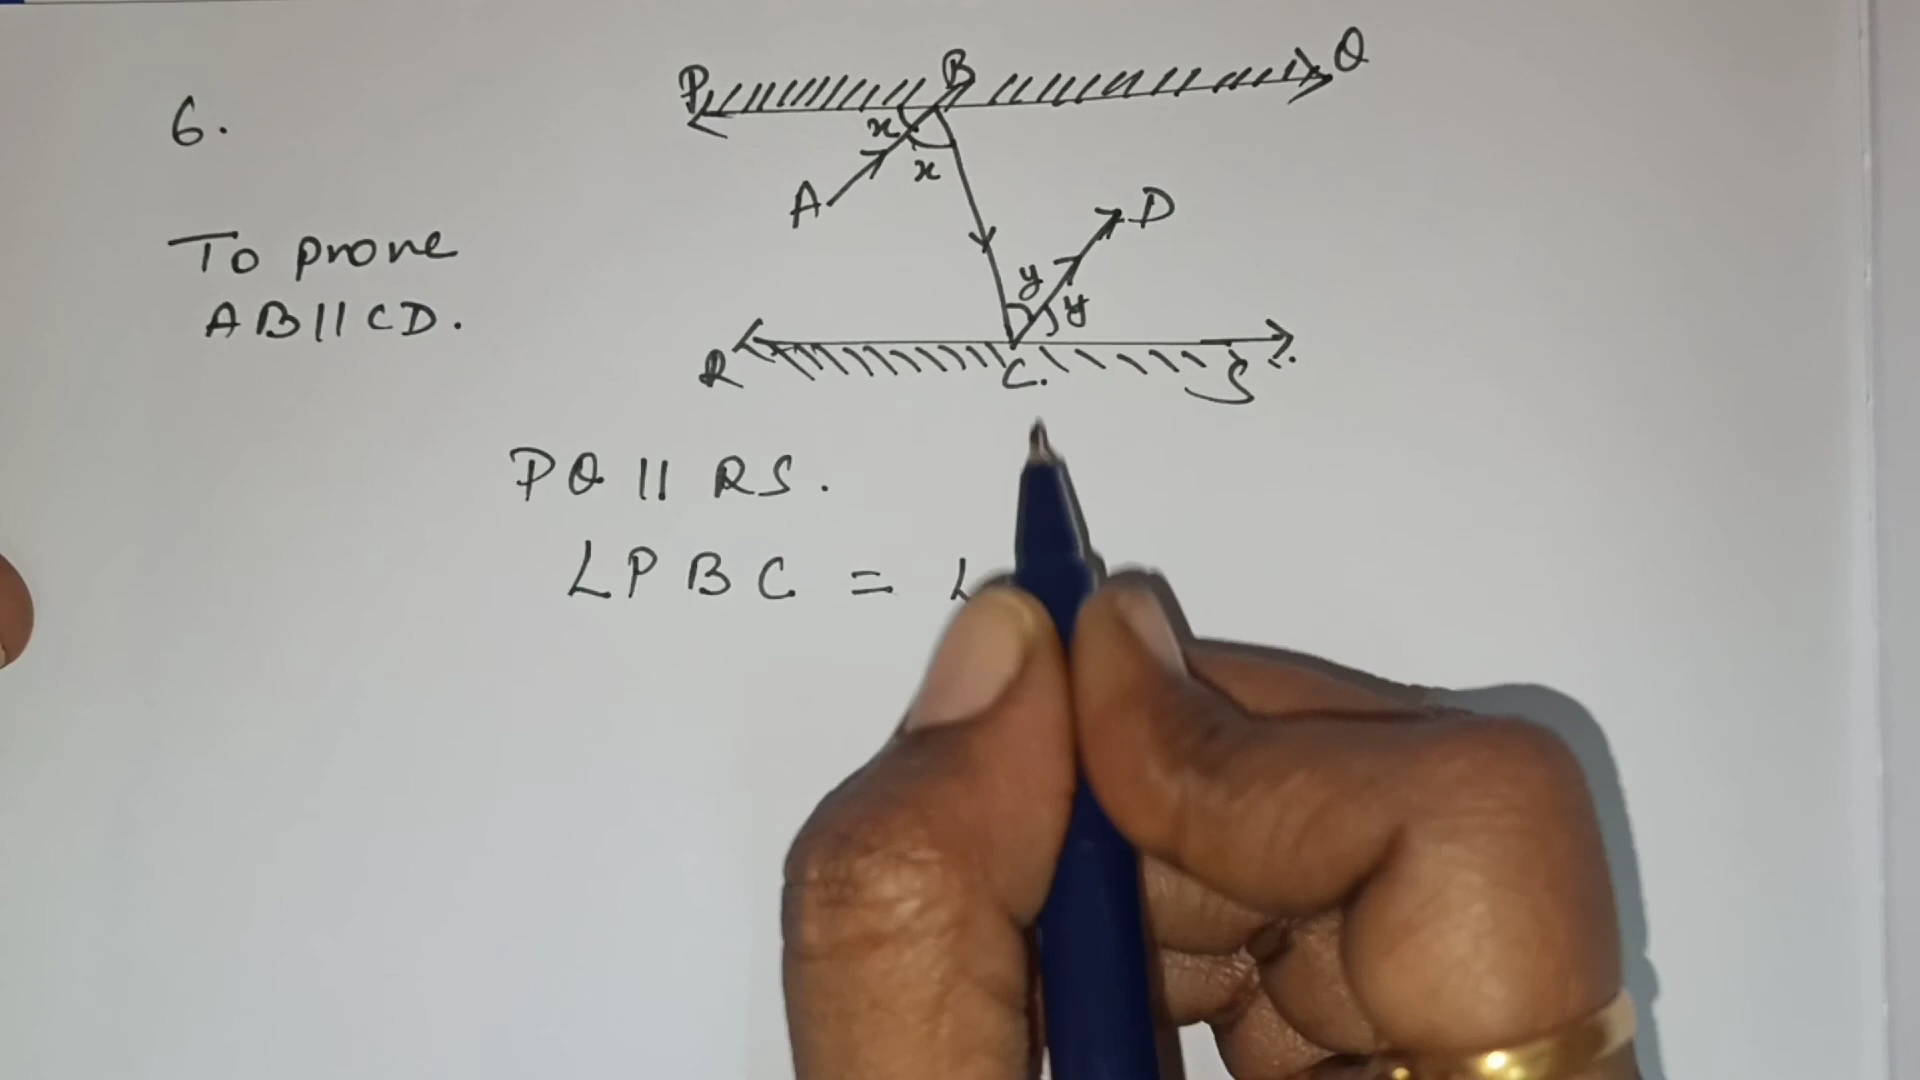 6.
To prove
AB || CD.
P
B
Q
x
x
A
D
y
y
R
C.
S
PQ || RS.
∠PBC = ∠